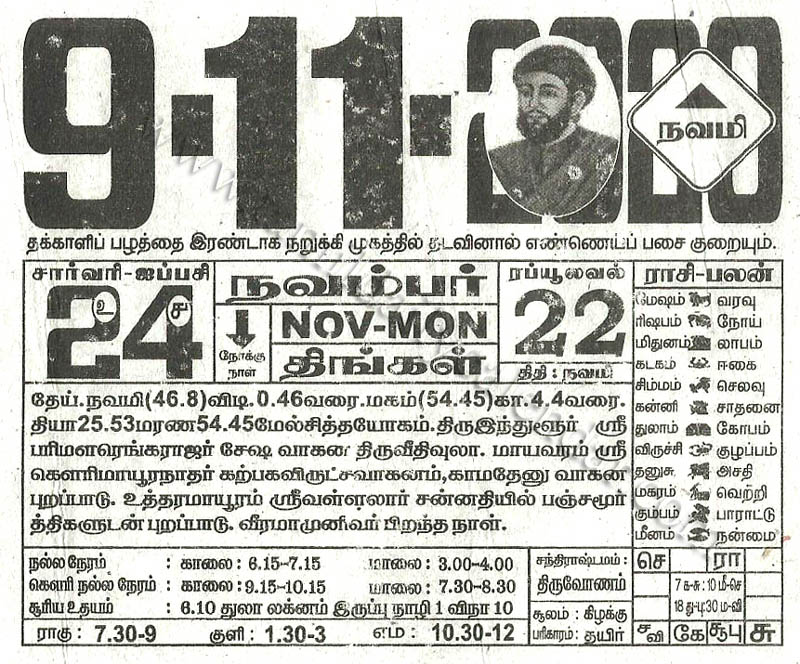 9-11-2020
நவமி
தக்காளிப் பழத்தை இரண்டாக நறுக்கி முகத்தில் தடவினால் எண்ணெய்ப் பசை குறையும்.
சார்வரி-ஐப்பசி
24
உ
ச
நவம்பர்
NOV-MON
திங்கள்
நோக்கு
நாள்
ரப்யூலவல்
22
திதி : நவமி
ராசி-பலன்
மேஷம் வரவு
ரிஷபம் நோய்
மிதுனம் லாபம்
கடகம் ஈகை
சிம்மம் செலவு
கன்னி சாதனை
துலாம் கோபம்
விருச்சி குழப்பம்
தனுசு அசதி
மகரம் வெற்றி
கும்பம் பாராட்டு
மீனம் நன்மை
தேய். நவமி(46.8)விடி.0.46வரை.மகம்(54.45)கா.4.4வரை.
தியா25.53மரண54.45மேல்சித்தயோகம்.திருஇந்துளூர் ஸ்ரீ
பரிமளரெங்கராஜர் சேஷ வாகன திருவீதிவுலா. மாயவரம் ஸ்ரீ
கௌரிமாயூரநாதர் கற்பகவிருட்சவாகனம்,காமதேனு வாகன
புறப்பாடு. உத்தரமாயூரம் ஸ்ரீவள்ளலார் சன்னதியில் பஞ்சமூர்
த்திகளுடன் புறப்பாடு. வீரமாமுனிவர் பிறந்த நாள்.
நல்ல நேரம் : காலை : 6.15-7.15 மாலை : 3.00-4.00
கௌரி நல்ல நேரம் : காலை : 9.15-10.15 மாலை : 7.30-8.30
சூரிய உதயம் : 6.10 துலா லக்னம் இருப்பு நாழி 1 விநா 10
ராகு : 7.30-9 குளி : 1.30-3 எம : 10.30-12
சந்திராஷ்டமம் :
திருவோணம்
சூலம் : கிழக்கு
பரிகாரம் : தயிர்
செ ரா
7 சு-சு : 10 மீ-செ
18 து-பு:30 ம-வி
ச வி கே சூபு சு